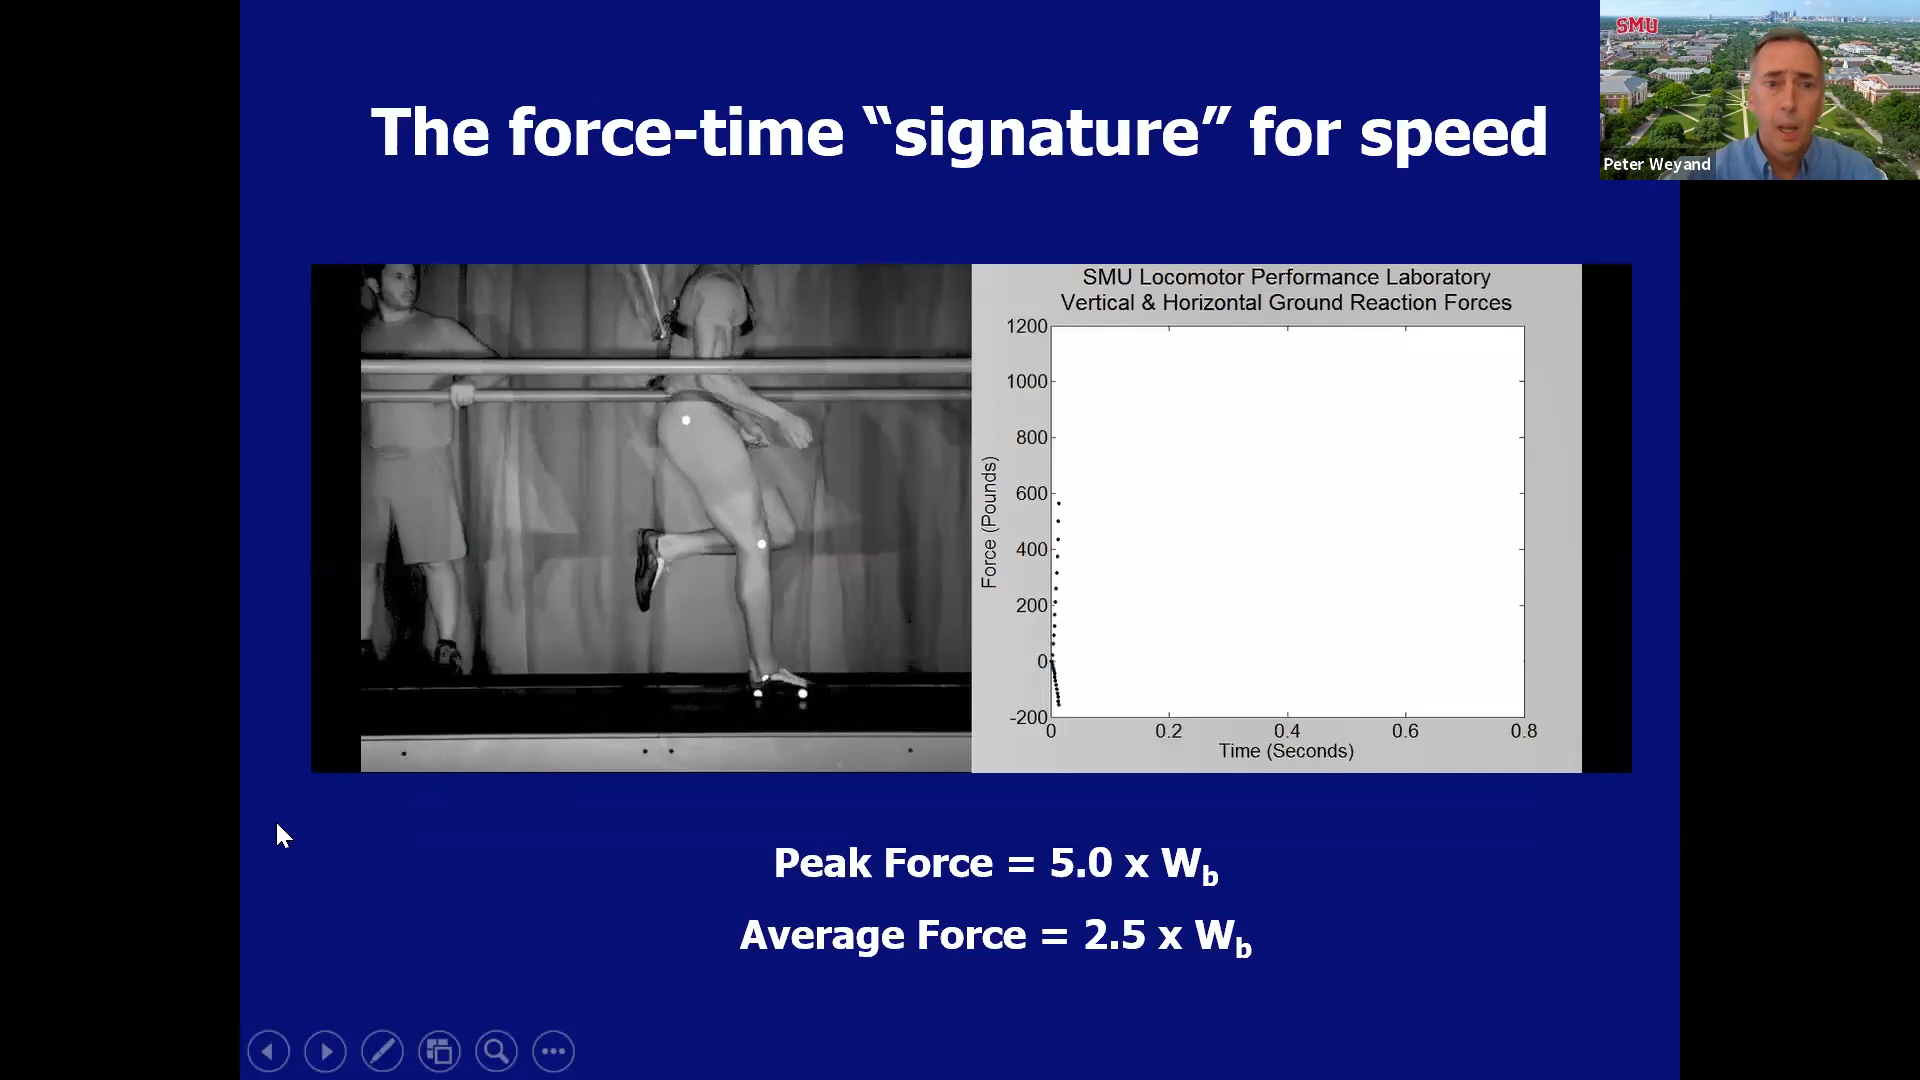 The force-time “signature” for speed
SMU
Peter Weyand
SMU Locomotor Performance Laboratory
Vertical & Horizontal Ground Reaction Forces
1200
1000
800
600
400
200
0
-200
Force (Pounds)
0 0.2 0.4 0.6 0.8
Time (Seconds)
Peak Force = 5.0 x Wb
Average Force = 2.5 x Wb